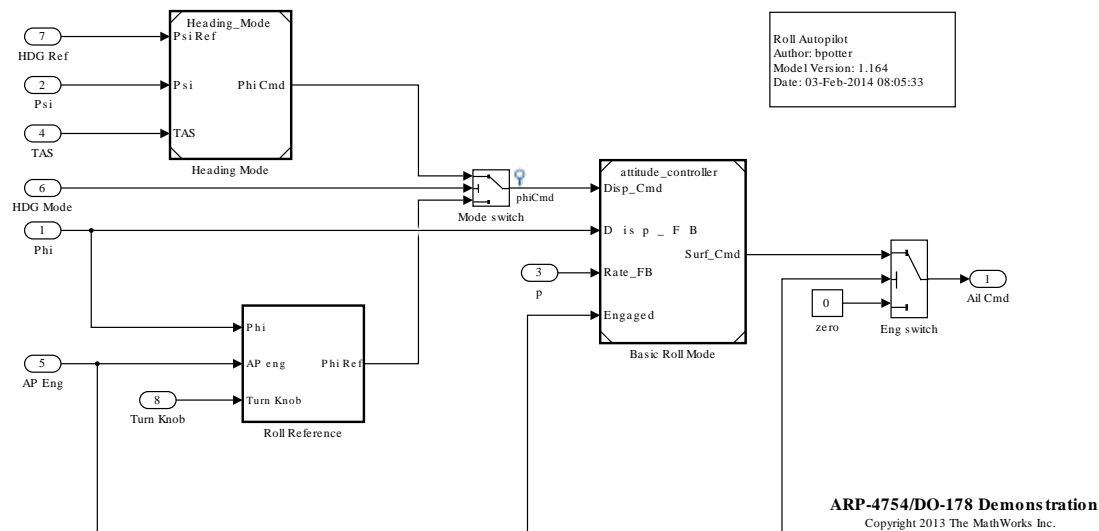 Heading_Mode
Psi Ref
7
HDG Ref
Psi
Phi Cmd
2
Psi
TAS
4
TAS
Heading Mode
Roll Autopilot
Author: bpotter
Model Version: 1.164
Date: 03-Feb-2014 08:05:33
6
HDG Mode
phiCmd
Mode switch
attitude_controller
Disp_Cmd
1
Phi
D is p _ F B
Surf_Cmd
3
p
Rate_FB
Engaged
Basic Roll Mode
0
zero
Eng switch
1
Ail Cmd
Phi
5
AP Eng
AP eng
Phi Ref
8
Turn Knob
Turn Knob
Roll Reference
ARP-4754/DO-178 Demonstration
Copyright 2013 The MathWorks Inc.